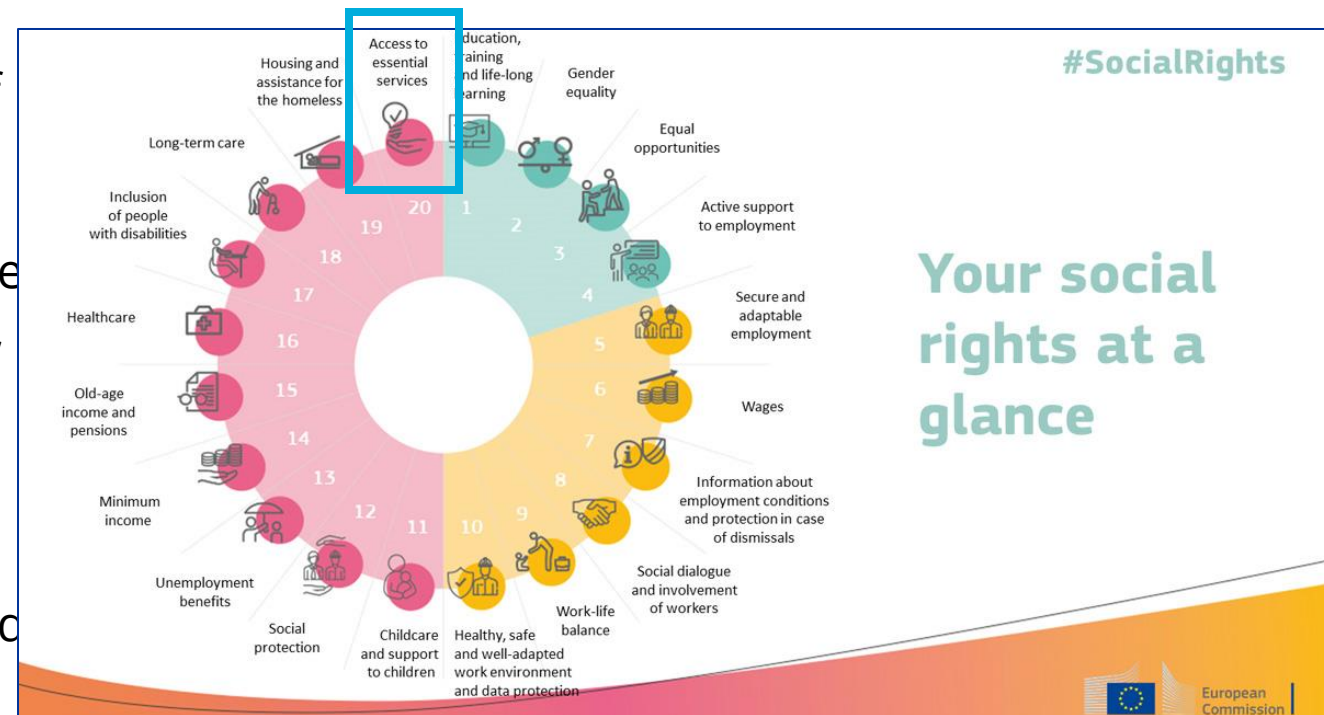 #SocialRights
Your social
rights at a
glance
Access to
essential
services
Education,
training
and life-long
learning
Gender
equality
Equal
opportunities
Active support
to employment
Secure and
adaptable
employment
Wages
Information about
employment conditions
and protection in case
of dismissals
Social dialogue
and involvement
of workers
Work-life
balance
Healthy, safe
and well-adapted
work environment
and data protection
Childcare
and support
to children
Social
protection
Unemployment
benefits
Minimum
income
Old-age
income and
pensions
Healthcare
Inclusion
of people
with disabilities
Long-term care
Housing and
assistance for
the homeless
1
2
3
4
5
6
7
8
9
10
11
12
13
14
15
16
17
18
19
20
European
Commission